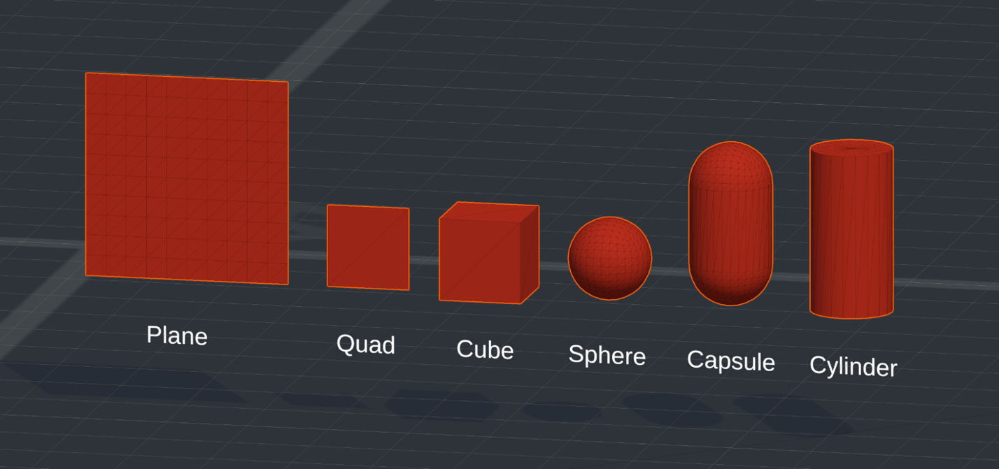 Plane
Quad
Cube
Sphere
Capsule
Cylinder